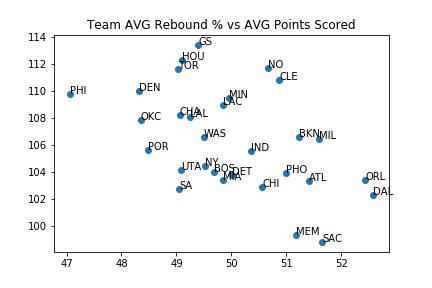 Team AVG Rebound % vs AVG Points Scored
114
112
110
108
106
104
102
100
GS
HOU
TOR
NO
CLE
PHI
DEN
MIN
LAC
OKC
CHA
WAS
BKN
MIL
POR
IND
UTA
NY
BOS
DET
MIA
SA
CHI
PHO
ATL
ORL
DAL
MEM
SAC
47
48
49
50
51
52